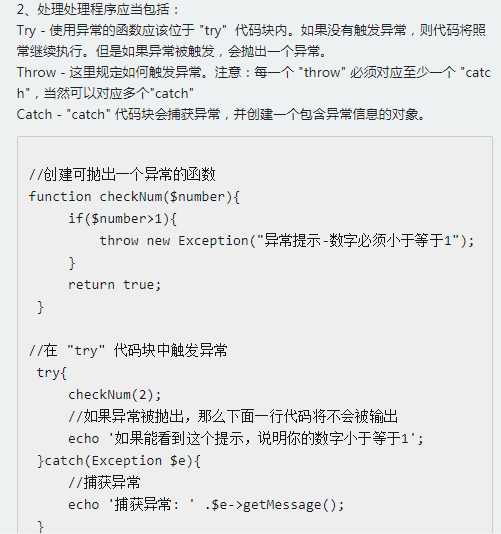 2、处理处理程序应当包括：
Try - 使用异常的函数应该位于 "try" 代码块内。如果没有触发异常，则代码将照
常继续执行。但是如果异常被触发，会抛出一个异常。
Throw - 这里规定如何触发异常。注意：每一个 "throw" 必须对应至少一个 "catc
h"，当然可以对应多个"catch"
Catch - "catch" 代码块会捕获异常，并创建一个包含异常信息的对象。
//创建可抛出一个异常的函数
function checkNum($number){
     if($number>1){
         throw new Exception("异常提示-数字必须小于等于1");
     }
     return true;
 }
//在 "try" 代码块中触发异常
 try{
     checkNum(2);
     //如果异常被抛出，那么下面一行代码将不会被输出
     echo '如果能看到这个提示，说明你的数字小于等于1';
 }catch(Exception $e){
     //捕获异常
     echo '捕获异常: ' .$e->getMessage();
 }